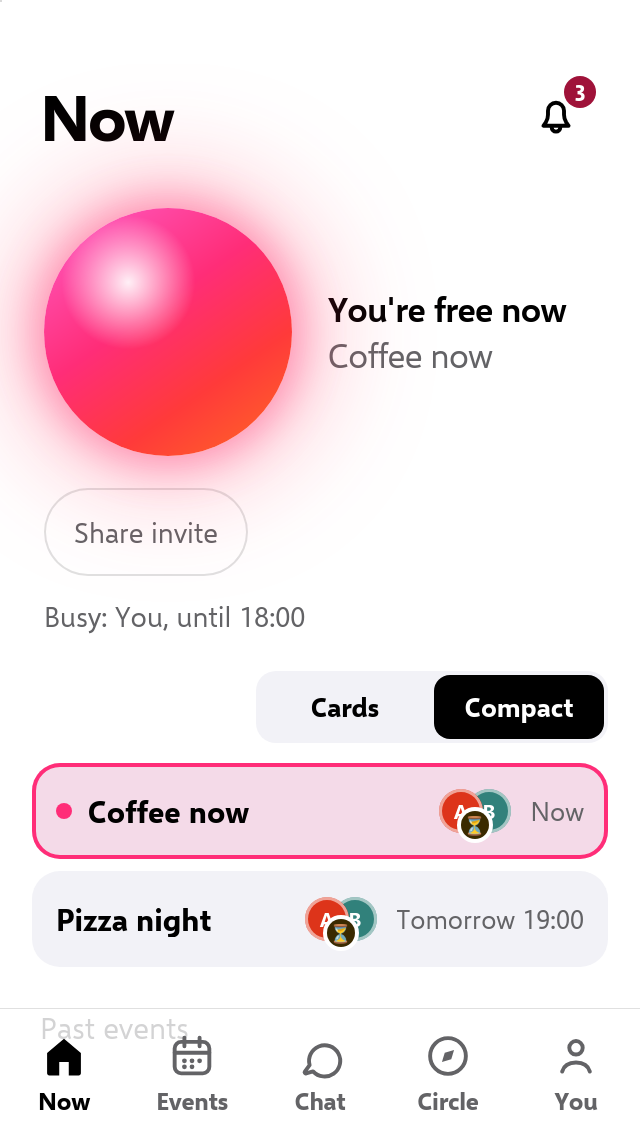 Now
3
You're free now
Coffee now
Share invite
Busy: You, until 18:00
Cards
Compact
Coffee now
A
B
Now
Pizza night
A
B
Tomorrow 19:00
Past events
Now
Events
Chat
Circle
You